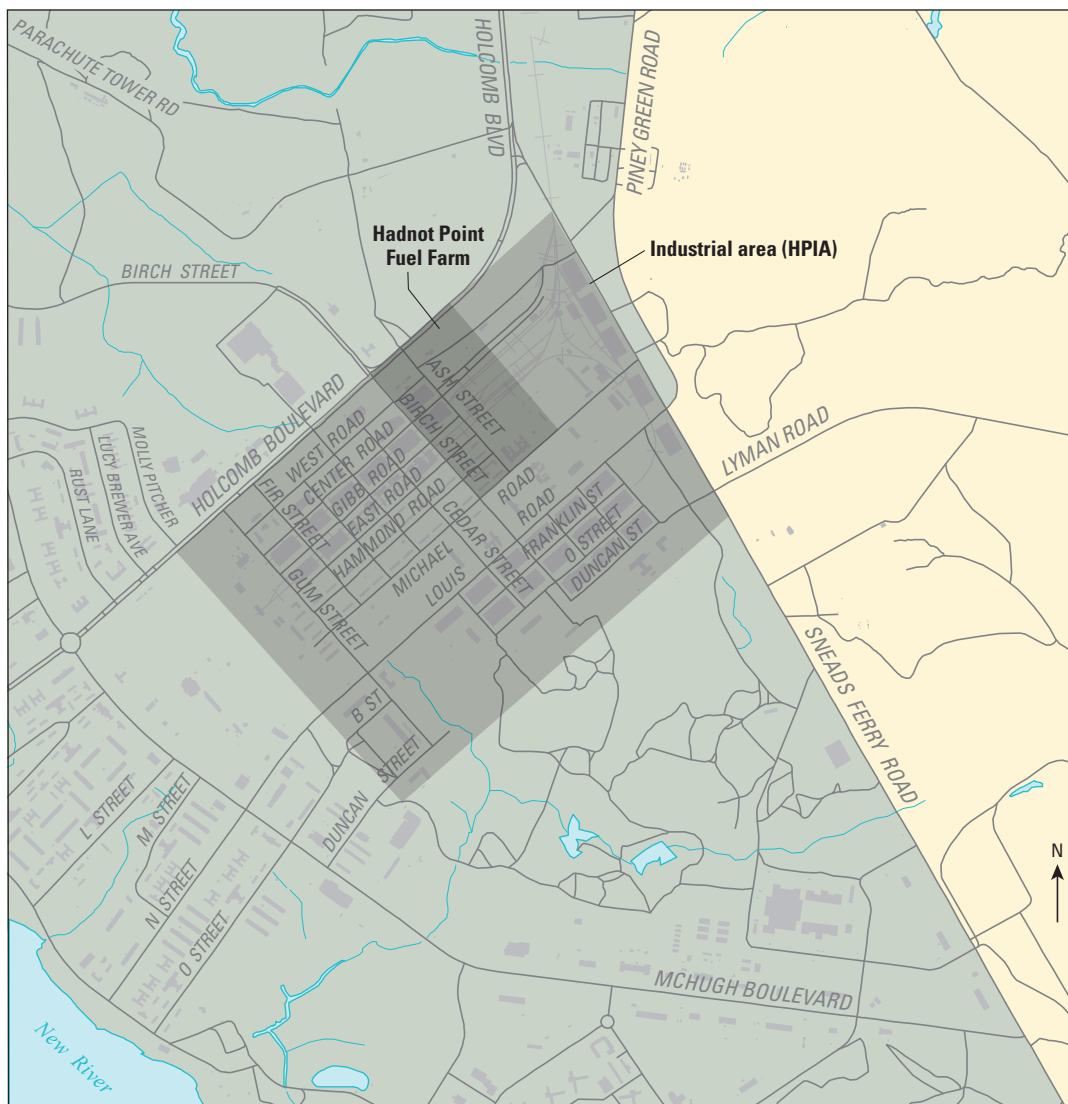 PARACHUTE TOWER RD
HOLCOMB BLVD
PINEY GREEN ROAD
Hadnot Point
Fuel Farm
Industrial area (HPIA)
BIRCH STREET
ASH STREET
BIRCH STREET
HOLCOMB BOULEVARD
WEST ROAD
CENTER ROAD
GIBB ROAD
EAST ROAD
HAMMOND ROAD
MICHAEL ROAD
LOUIS ROAD
FIR STREET
GUM STREET
CEDAR STREET
FRANKLIN ST
O STREET
DUNCAN ST
LYMAN ROAD
MOLLY PITCHER
LUCY BREWER AVE
RUST LANE
SNEADS FERRY ROAD
B ST
DUNCAN STREET
L STREET
M STREET
N STREET
O STREET
N
MCHUGH BOULEVARD
New River